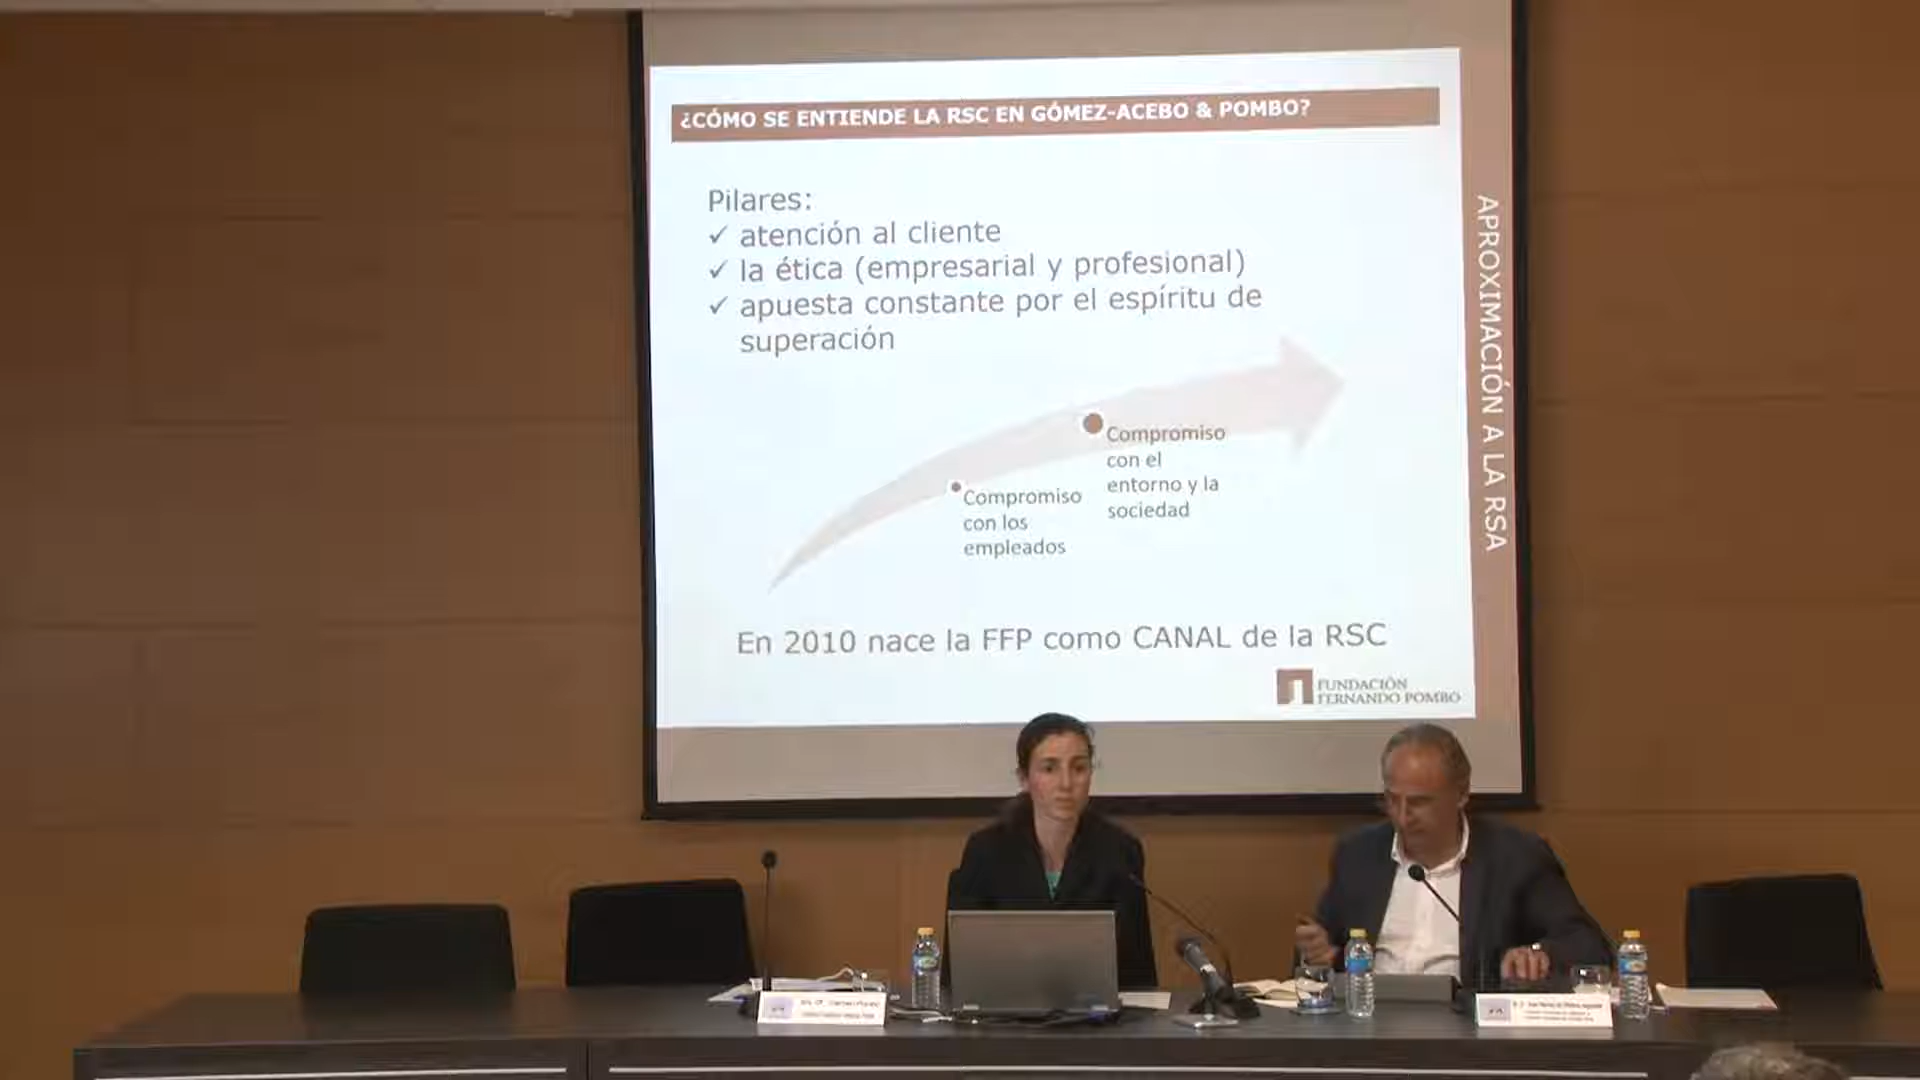 ¿CÓMO SE ENTIENDE LA RSC EN GÓMEZ-ACEBO & POMBO?
Pilares:
✓ atención al cliente
✓ la ética (empresarial y profesional)
✓ apuesta constante por el espíritu de
superación
Compromiso
con los
empleados
Compromiso
con el
entorno y la
sociedad
En 2010 nace la FFP como CANAL de la RSC
FUNDACIÓN
FERNANDO POMBO
APROXIMACIÓN A LA RSA